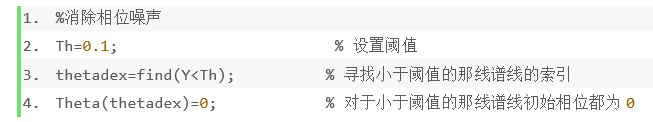 1. %消除相位噪声
2. Th=0.1; % 设置阈值
3. thetadex=find(Y<Th); % 寻找小于阈值的那线谱线的索引
4. Theta(thetadex)=0; % 对于小于阈值的那线谱线初始相位都为0